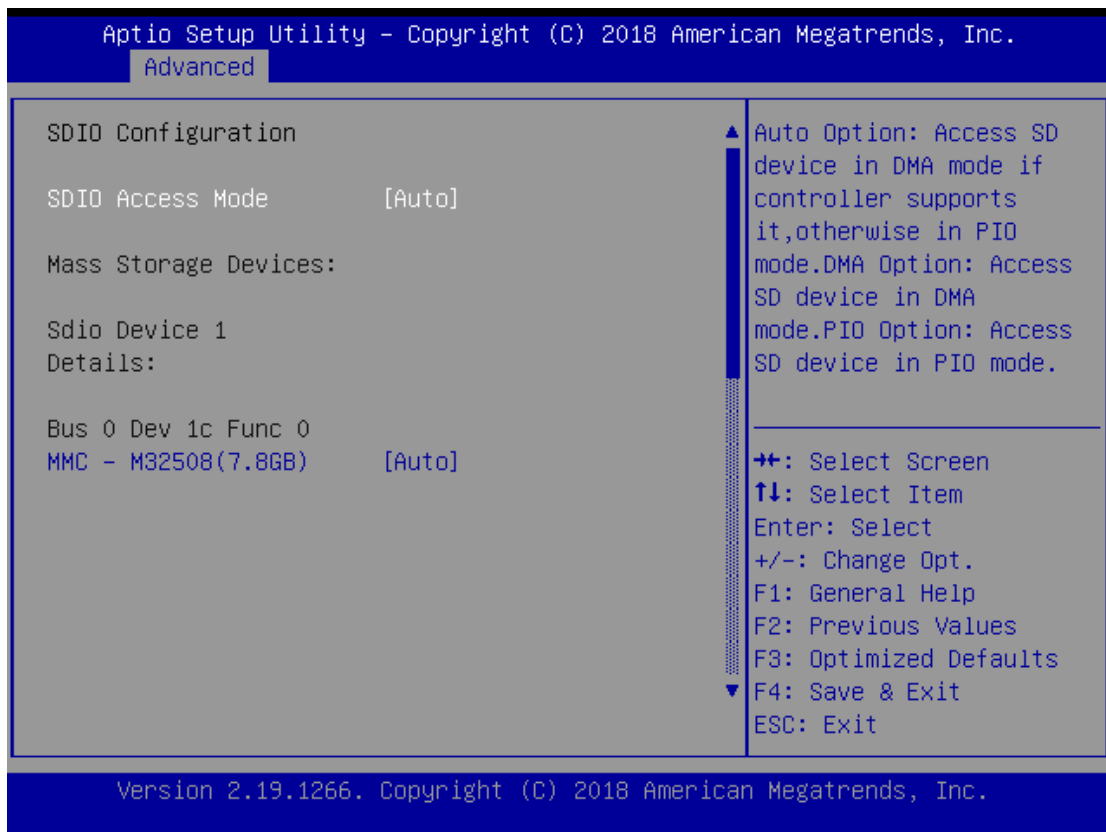 Aptio Setup Utility – Copyright (C) 2018 American Megatrends, Inc.
Advanced
SDIO Configuration
SDIO Access Mode [Auto]
Mass Storage Devices:
Sdio Device 1
Details:
Bus 0 Dev 1c Func 0
MMC – M32508(7.8GB) [Auto]
Auto Option: Access SD
device in DMA mode if
controller supports
it,otherwise in PIO
mode.DMA Option: Access
SD device in DMA
mode.PIO Option: Access
SD device in PIO mode.
→←: Select Screen
↑↓: Select Item
Enter: Select
+/-: Change Opt.
F1: General Help
F2: Previous Values
F3: Optimized Defaults
F4: Save & Exit
ESC: Exit
Version 2.19.1266. Copyright (C) 2018 American Megatrends, Inc.